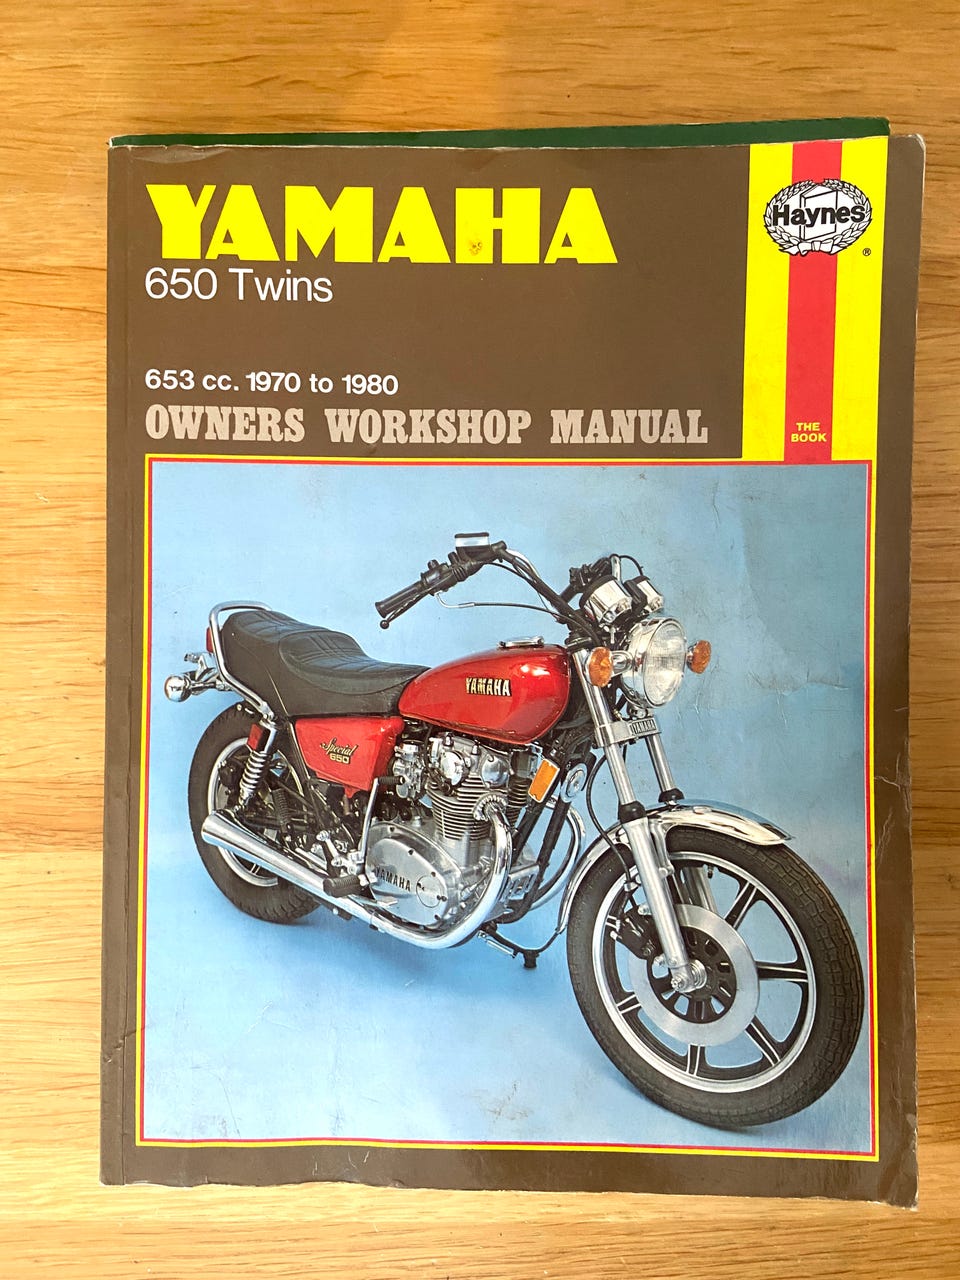 YAMAHA
650 Twins
653 cc. 1970 to 1980
OWNERS WORKSHOP MANUAL
Haynes
®
THE
BOOK
YAMAHA
Special
650
YAMAHA
YAMAHA